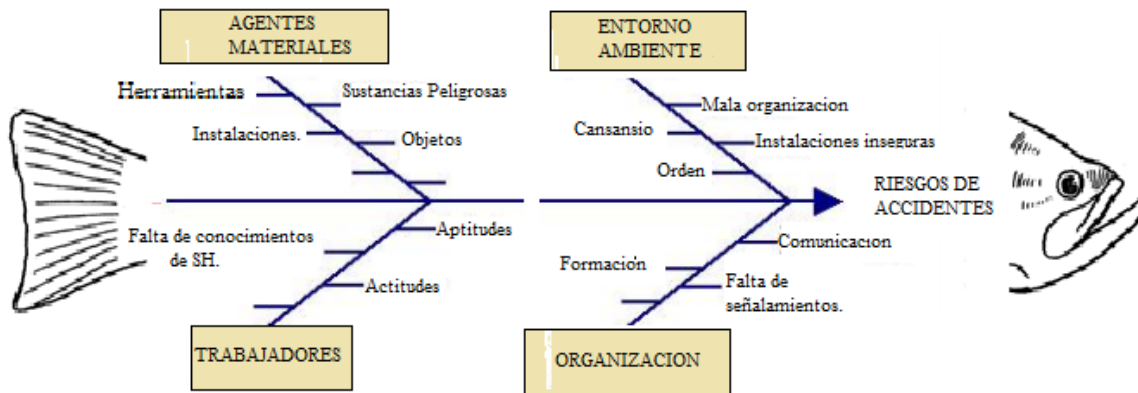 AGENTES
MATERIALES
ENTORNO
AMBIENTE
Herramientas
Sustancias Peligrosas
Instalaciones.
Objetos
Mala organizacion
Cansansio
Instalaciones inseguras
Orden
RIESGOS DE
ACCIDENTES
Falta de conocimientos
de SH.
Aptitudes
Actitudes
Comunicacion
Formación
Falta de
señalamientos.
TRABAJADORES
ORGANIZACION